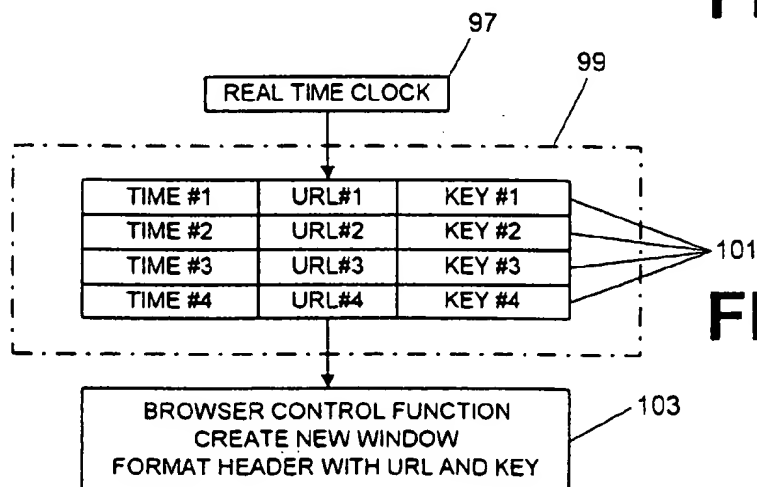 97
99
REAL TIME CLOCK
TIME #1 URL#1 KEY #1
TIME #2 URL#2 KEY #2
TIME #3 URL#3 KEY #3
TIME #4 URL#4 KEY #4
101
BROWSER CONTROL FUNCTION
CREATE NEW WINDOW
FORMAT HEADER WITH URL AND KEY
103